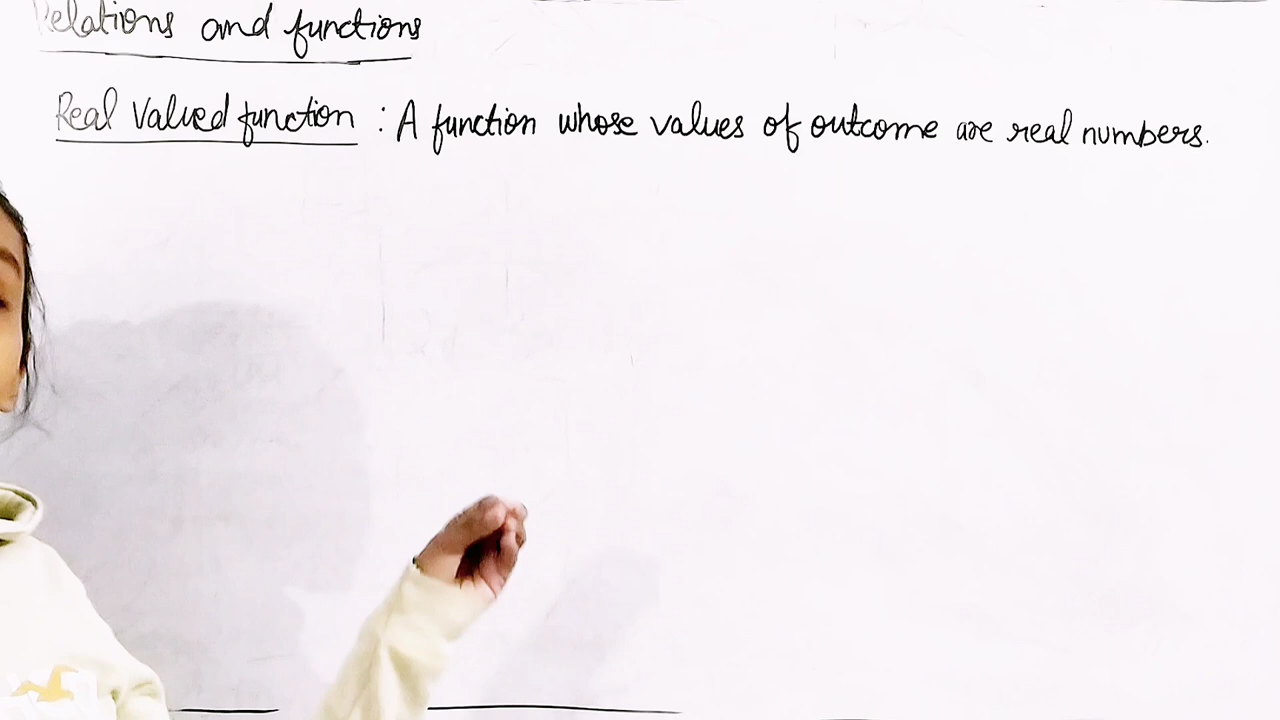 Relations and functions
Real Valued function : A function whose values of outcome are real numbers.